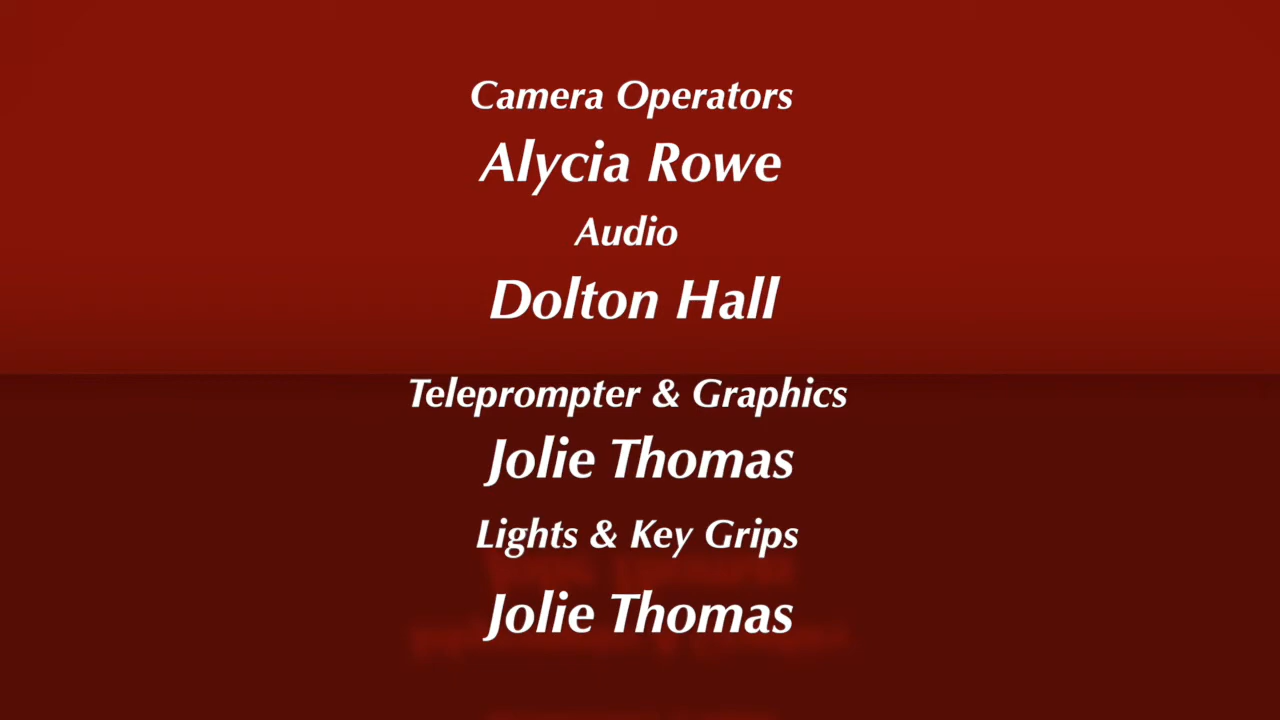 Camera Operators
Alycia Rowe
Audio
Dolton Hall
Teleprompter & Graphics
Jolie Thomas
Lights & Key Grips
Jolie Thomas